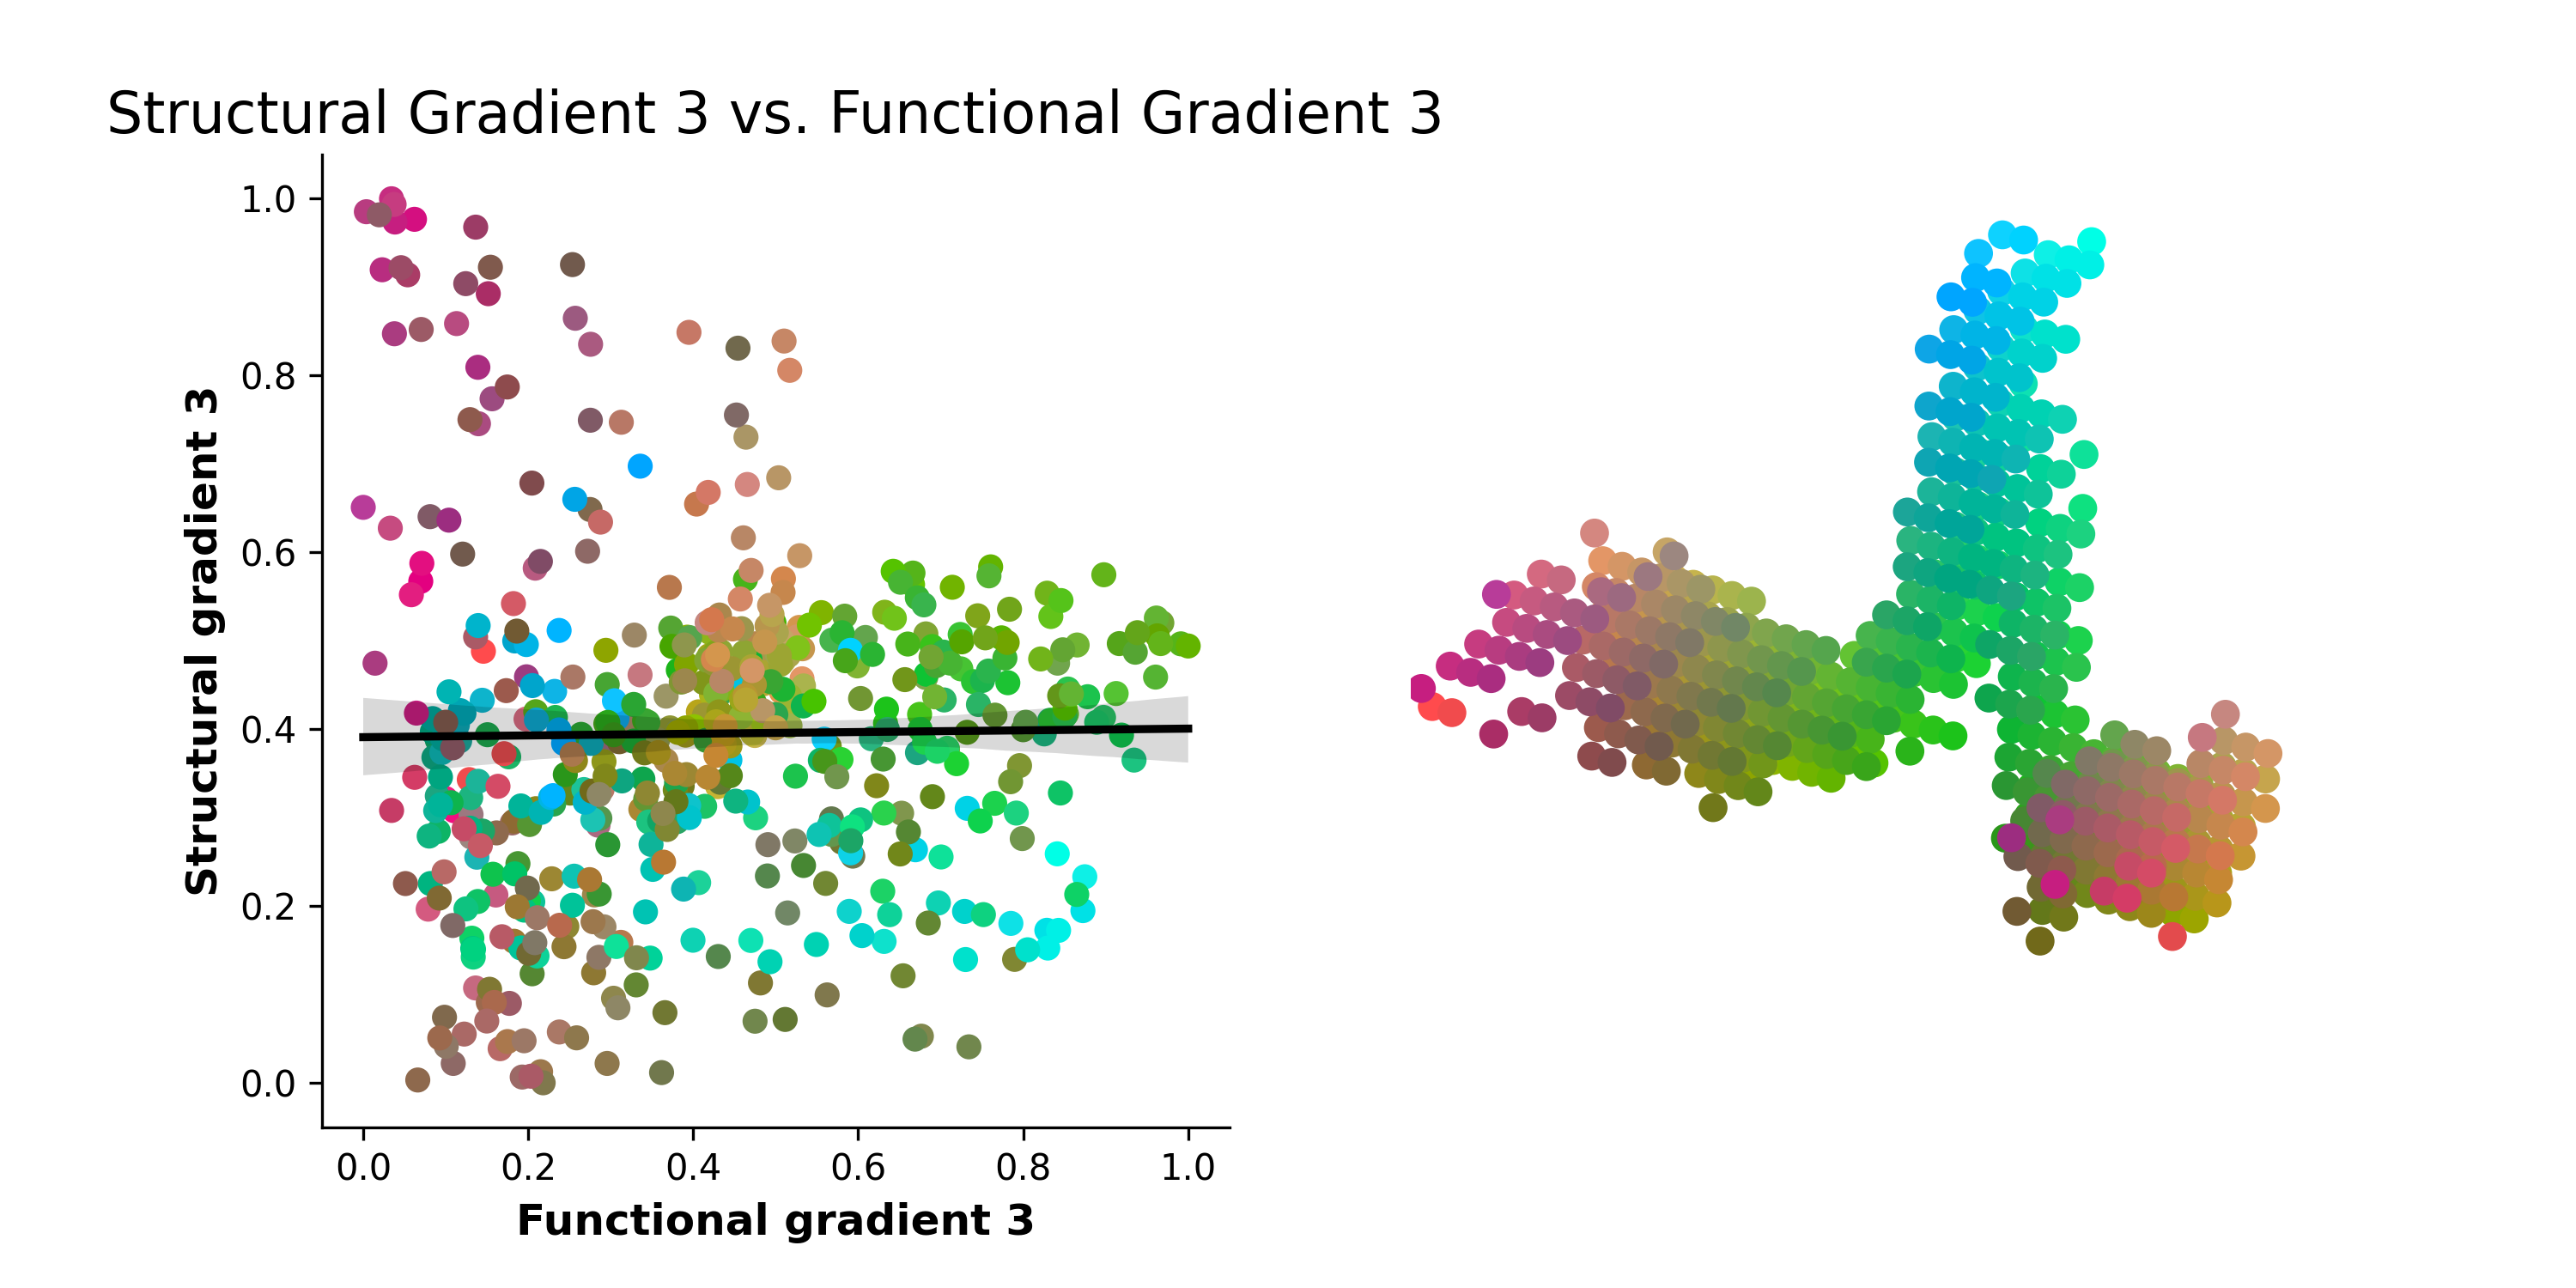 Structural Gradient 3 vs. Functional Gradient 3
1.0
0.8
0.6
0.4
0.2
0.0
Structural gradient 3
0.0 0.2 0.4 0.6 0.8 1.0
Functional gradient 3